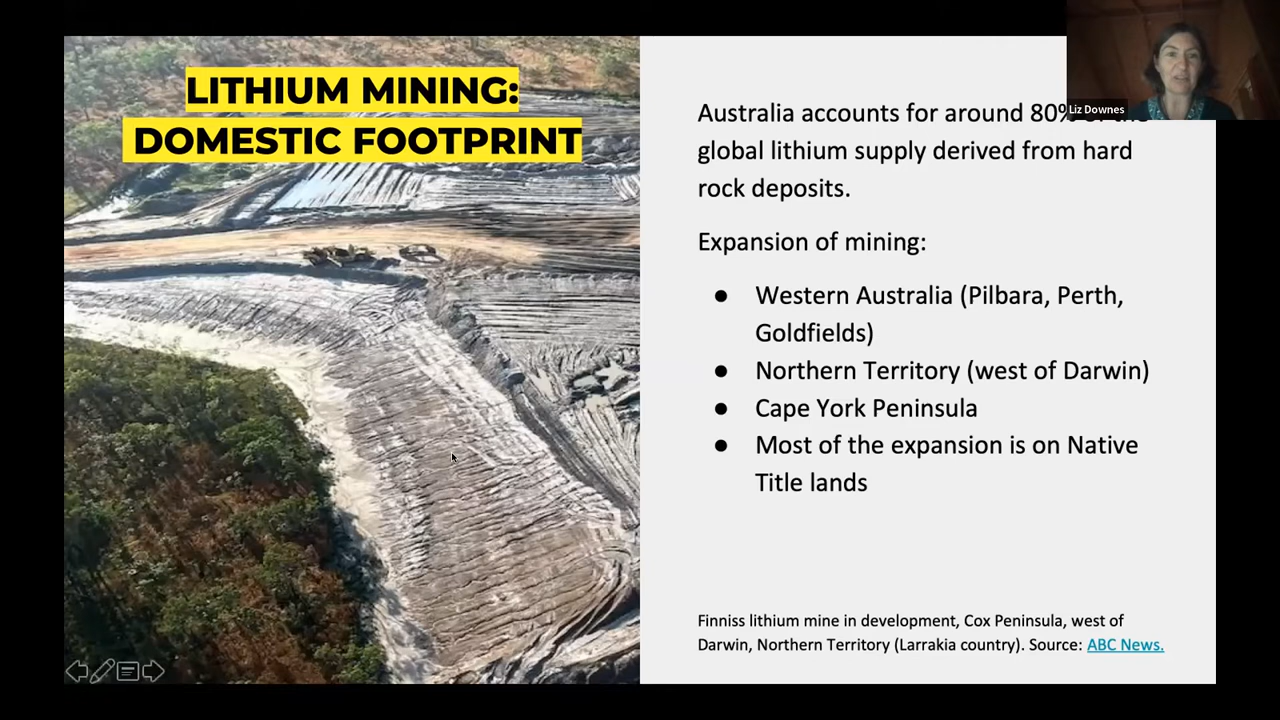 LITHIUM MINING:
DOMESTIC FOOTPRINT
Liz Downes
Australia accounts for around 80%
global lithium supply derived from hard
rock deposits.
Expansion of mining:
● Western Australia (Pilbara, Perth,
Goldfields)
● Northern Territory (west of Darwin)
● Cape York Peninsula
● Most of the expansion is on Native
Title lands
Finniss lithium mine in development, Cox Peninsula, west of
Darwin, Northern Territory (Larrakia country). Source: ABC News.